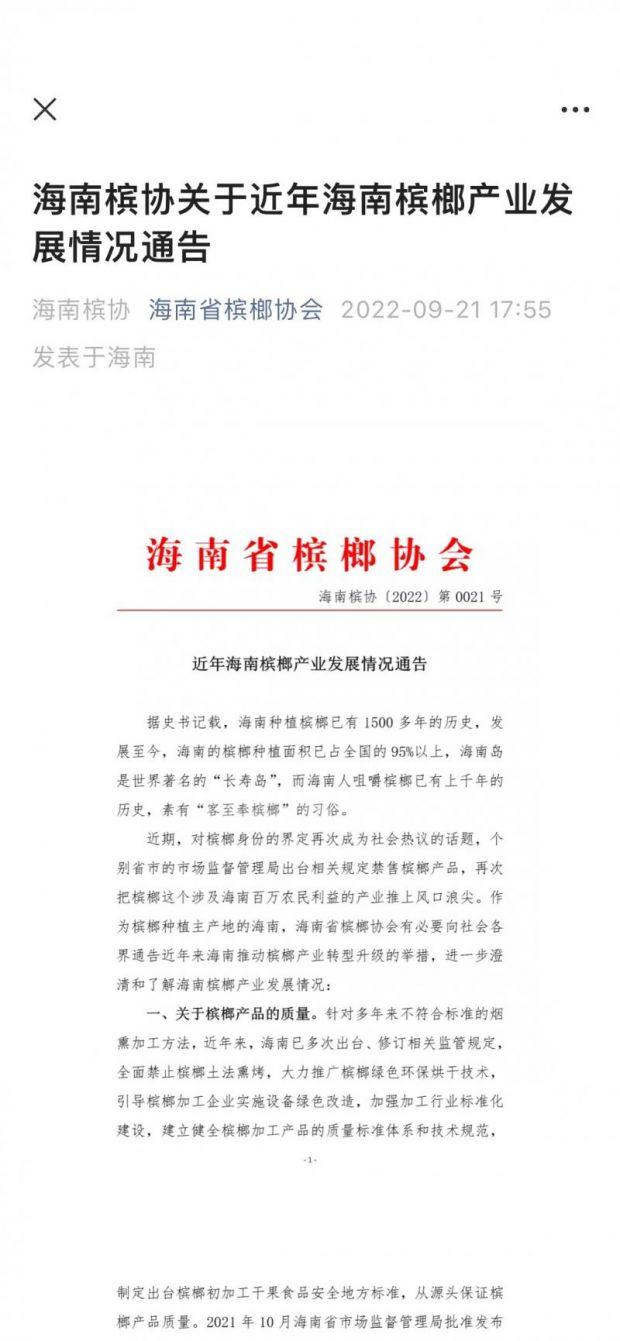 海南槟协关于近年海南槟榔产业发
展情况通告
海南槟协 海南省槟榔协会 2022-09-21 17:55
发表于海南
海南省槟榔协会
海南槟协〔2022〕第 0021 号
近年海南槟榔产业发展情况通告
据史书记载，海南种植槟榔已有 1500 多年的历史，发
展至今，海南的槟榔种植面积已占全国的 95%以上，海南岛
是世界著名的“长寿岛”，而海南人咀嚼槟榔已有上千年的
历史，素有“客至奉槟榔”的习俗。
近期，对槟榔身份的界定再次成为社会热议的话题，个
别省市的市场监督管理局出台相关规定禁售槟榔产品，再次
把槟榔这个涉及海南百万农民利益的产业推上风口浪尖。作
为槟榔种植主产地的海南，海南省槟榔协会有必要向社会各
界通告近年来海南推动槟榔产业转型升级的举措，进一步澄
清和了解海南槟榔产业发展情况：
一、关于槟榔产品的质量。针对多年来不符合标准的烟
熏加工方法，近年来，海南已多次出台、修订相关监管规定，
全面禁止槟榔土法熏烤，大力推广槟榔绿色环保烘干技术，
引导槟榔加工企业实施设备绿色改造，加强加工行业标准化
建设，建立健全槟榔加工产品的质量标准体系和技术规范，
-1-
制定出台槟榔初加工干果食品安全地方标准，从源头保证槟
榔产品质量。2021 年 10 月海南省市场监督管理局批准发布